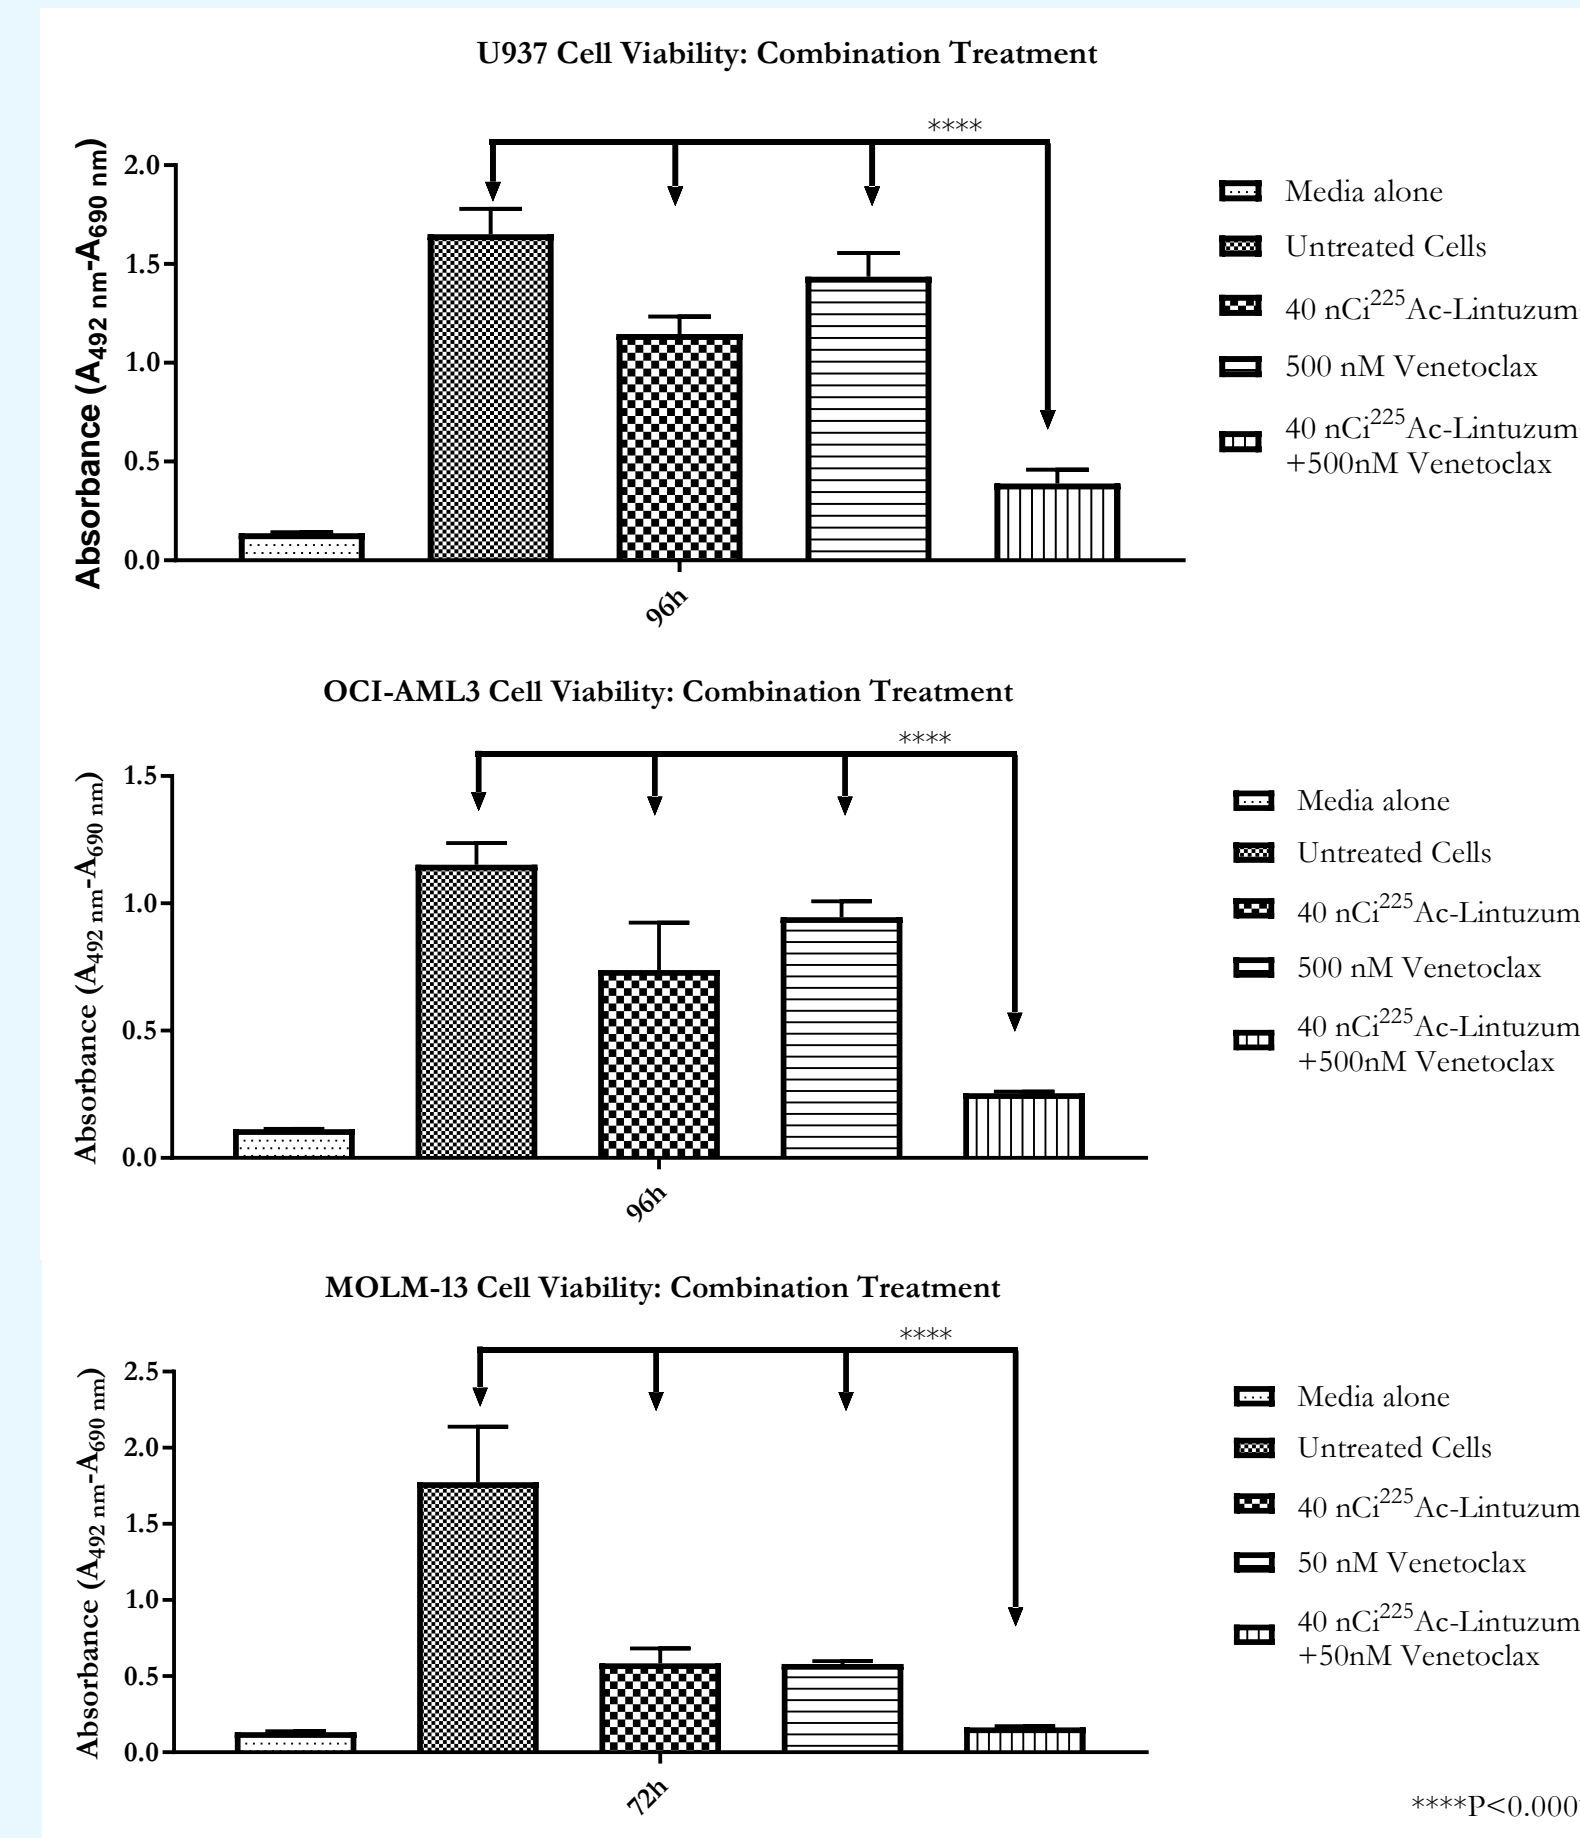 U937 Cell Viability: Combination Treatment
****
Absorbance (A492 nm-A690 nm)
2.0
1.5
1.0
0.5
0.0
96h
Media alone
Untreated Cells
40 nCi225Ac-Lintuzum
500 nM Venetoclax
40 nCi225Ac-Lintuzum
+500nM Venetoclax
OCI-AML3 Cell Viability: Combination Treatment
****
Absorbance (A492 nm-A690 nm)
1.5
1.0
0.5
0.0
96h
Media alone
Untreated Cells
40 nCi225Ac-Lintuzum
500 nM Venetoclax
40 nCi225Ac-Lintuzum
+500nM Venetoclax
MOLM-13 Cell Viability: Combination Treatment
****
Absorbance (A492 nm-A690 nm)
2.5
2.0
1.5
1.0
0.5
0.0
72h
Media alone
Untreated Cells
40 nCi225Ac-Lintuzum
50 nM Venetoclax
40 nCi225Ac-Lintuzum
+50nM Venetoclax
****P<0.000